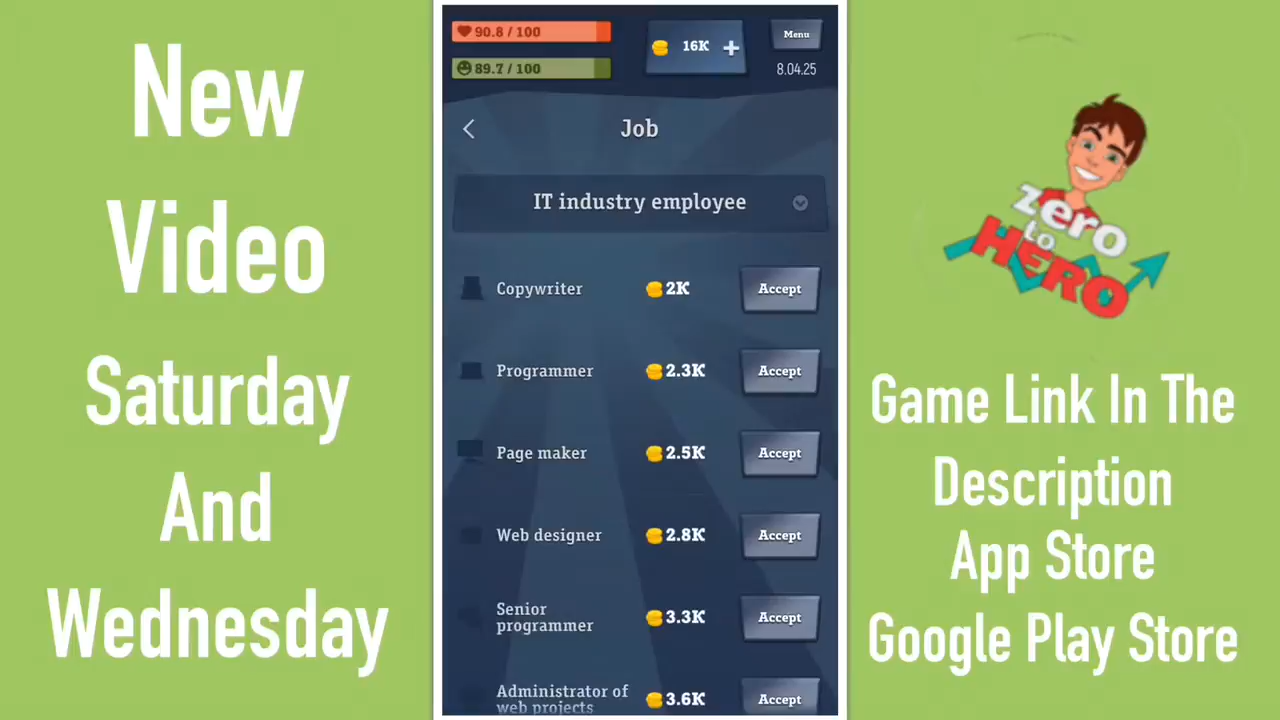 New
Video
Saturday
And
Wednesday
90.8 / 100
89.7 / 100
16K
Menu
8.04.25
Job
IT industry employee
Copywriter 2K Accept
Programmer 2.3K Accept
Page maker 2.5K Accept
Web designer 2.8K Accept
Senior
programmer 3.3K Accept
Administrator of
web projects 3.6K Accept
zero
to
HERO
Game Link In The
Description
App Store
Google Play Store